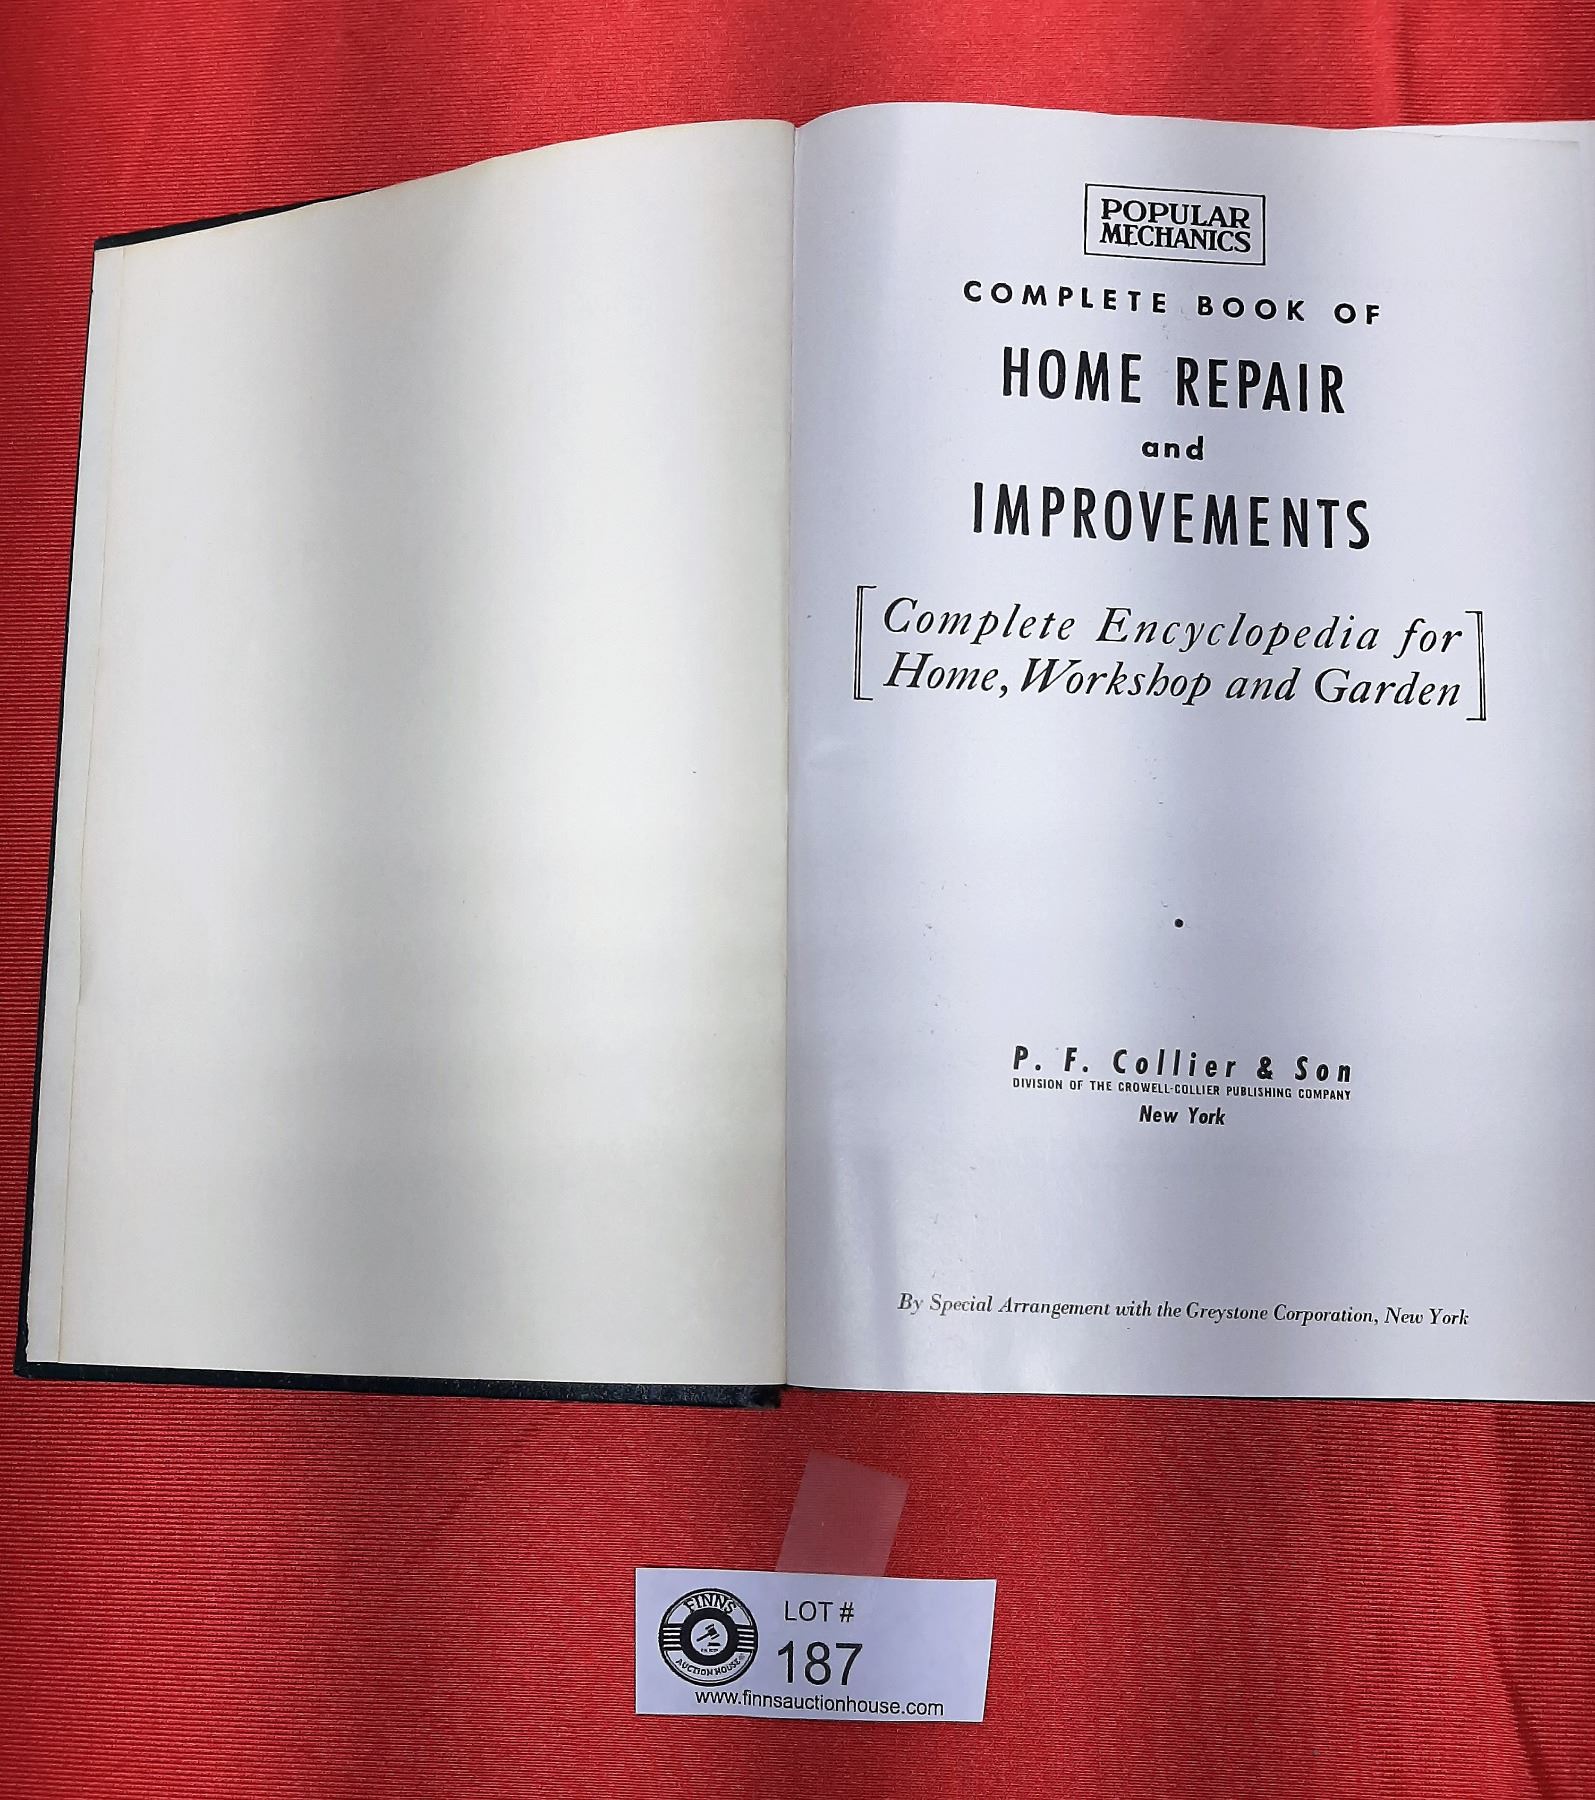 POPULAR
MECHANICS
COMPLETE BOOK OF
HOME REPAIR
and
IMPROVEMENTS
Complete Encyclopedia for
Home, Workshop and Garden
P. F. Collier & Son
DIVISION OF THE CROWELL-COLLIER PUBLISHING COMPANY
New York
By Special Arrangement with the Greystone Corporation, New York
FINNS
AUCTION HOUSE
LOT #
187
www.finnsauctionhouse.com